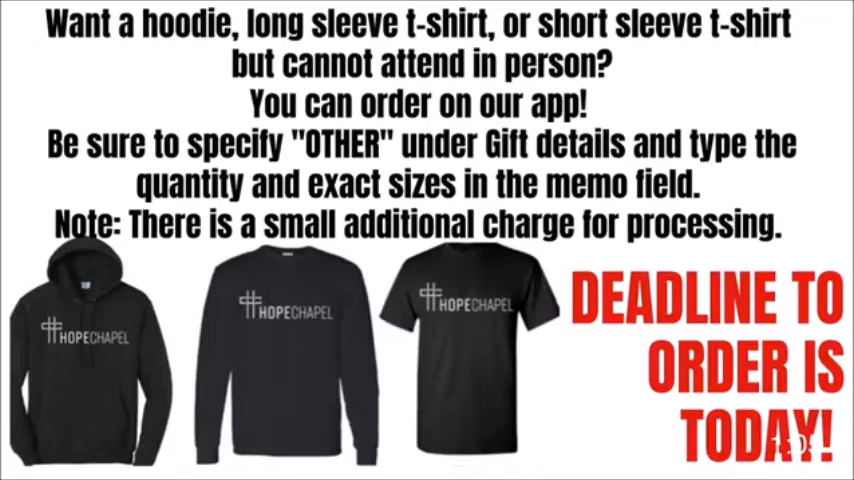 Want a hoodie, long sleeve t-shirt, or short sleeve t-shirt
but cannot attend in person?
You can order on our app!
Be sure to specify "OTHER" under Gift details and type the
quantity and exact sizes in the memo field.
Note: There is a small additional charge for processing.
HOPECHAPEL
HOPECHAPEL
HOPECHAPEL
DEADLINE TO
ORDER IS
TODAY!